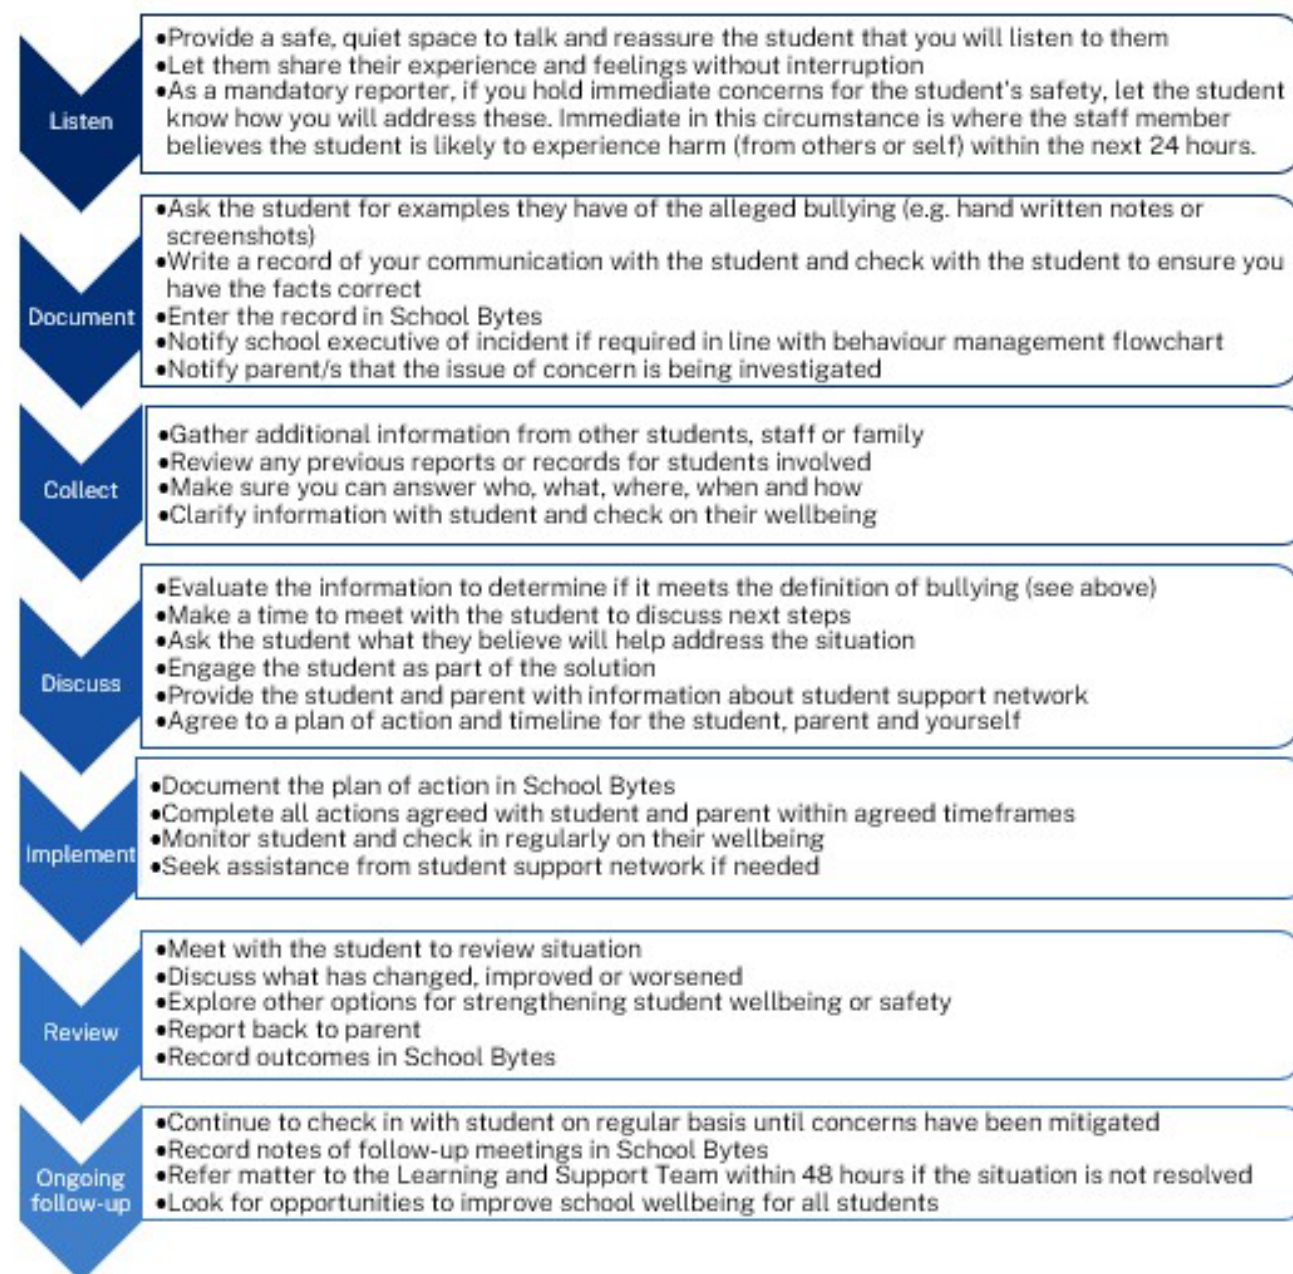 Listen
•Provide a safe, quiet space to talk and reassure the student that you will listen to them
•Let them share their experience and feelings without interruption
•As a mandatory reporter, if you hold immediate concerns for the student's safety, let the student
know how you will address these. Immediate in this circumstance is where the staff member
believes the student is likely to experience harm (from others or self) within the next 24 hours.
Document
•Ask the student for examples they have of the alleged bullying (e.g. hand written notes or
screenshots)
•Write a record of your communication with the student and check with the student to ensure you
have the facts correct
•Enter the record in School Bytes
•Notify school executive of incident if required in line with behaviour management flowchart
•Notify parent/s that the issue of concern is being investigated
Collect
•Gather additional information from other students, staff or family
•Review any previous reports or records for students involved
•Make sure you can answer who, what, where, when and how
•Clarify information with student and check on their wellbeing
Discuss
•Evaluate the information to determine if it meets the definition of bullying (see above)
•Make a time to meet with the student to discuss next steps
•Ask the student what they believe will help address the situation
•Engage the student as part of the solution
•Provide the student and parent with information about student support network
•Agree to a plan of action and timeline for the student, parent and yourself
Implement
•Document the plan of action in School Bytes
•Complete all actions agreed with student and parent within agreed timeframes
•Monitor student and check in regularly on their wellbeing
•Seek assistance from student support network if needed
Review
•Meet with the student to review situation
•Discuss what has changed, improved or worsened
•Explore other options for strengthening student wellbeing or safety
•Report back to parent
•Record outcomes in School Bytes
Ongoing
follow-up
•Continue to check in with student on regular basis until concerns have been mitigated
•Record notes of follow-up meetings in School Bytes
•Refer matter to the Learning and Support Team within 48 hours if the situation is not resolved
•Look for opportunities to improve school wellbeing for all students